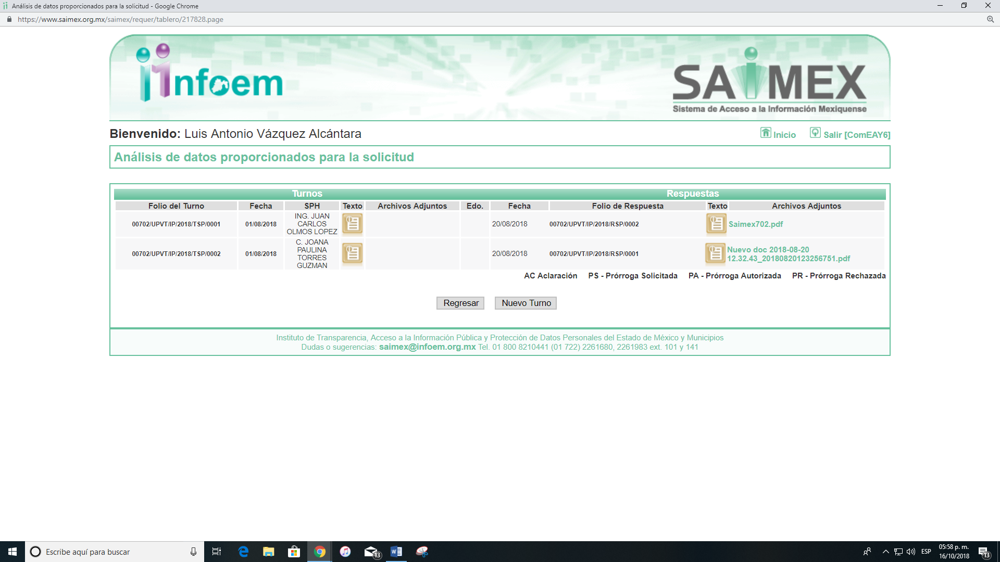 Análisis de datos proporcionados para la solicitud - Google Chrome
https://www.saimex.org.mx/saimex/requer/tablero/217828.page
infoem
SAIMEX
Sistema de Acceso a la Información Mexiquense
Bienvenido: Luis Antonio Vázquez Alcántara
Inicio Salir [ComEAY6]
Análisis de datos proporcionados para la solicitud
Turnos Respuestas
Folio del Turno Fecha SPH Texto Archivos Adjuntos Edo. Fecha Folio de Respuesta Texto Archivos Adjuntos
00702/UPVT/IP/2018/TSP/0001 01/08/2018 ING. JUAN CARLOS OLMOS LOPEZ 20/08/2018 00702/UPVT/IP/2018/RSP/0002 Saimex702.pdf
00702/UPVT/IP/2018/TSP/0002 01/08/2018 C. JOANA PAULINA TORRES GUZMAN 20/08/2018 00702/UPVT/IP/2018/RSP/0001 Nuevo doc 2018-08-20 12.32.43_20180820123256751.pdf
AC Aclaración PS - Prórroga Solicitada PA - Prórroga Autorizada PR - Prórroga Rechazada
Regresar Nuevo Turno
Instituto de Transparencia, Acceso a la Información Pública y Protección de Datos Personales del Estado de México y Municipios
Dudas o sugerencias: saimex@infoem.org.mx Tel. 01 800 8210441 (01 722) 2261680, 2261983 ext. 101 y 141
Escribe aquí para buscar
13
ESP
05:58 p. m.
16/10/2018
13